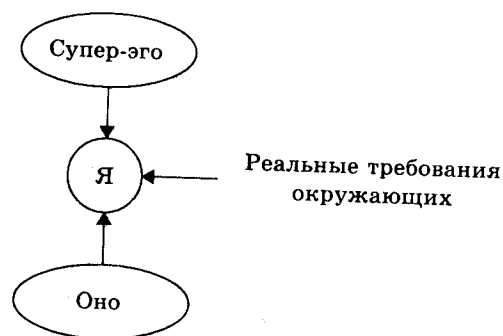 Супер-эго
Я
Реальные требования
окружающих
Оно